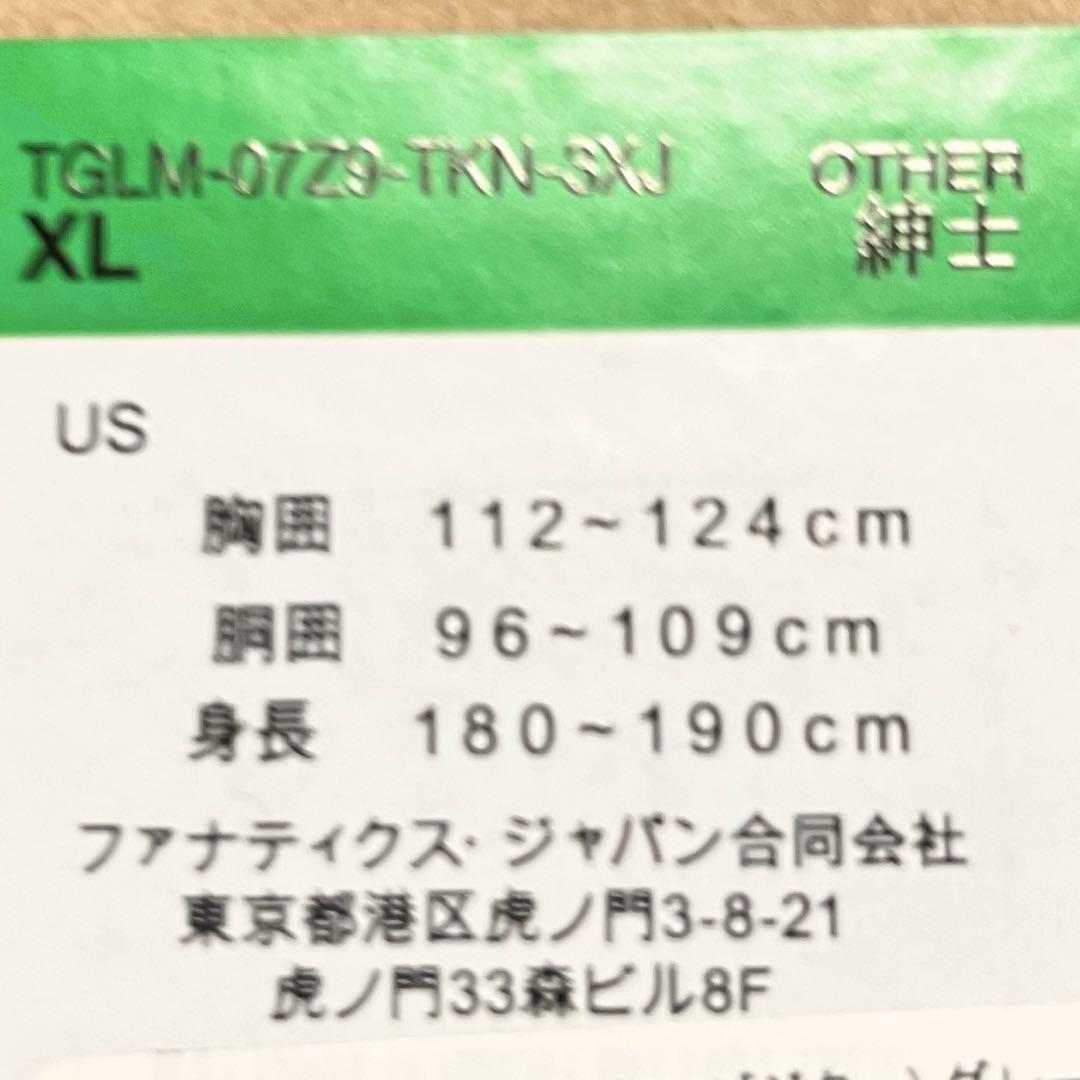 TGLM-07Z9-TKN-3XJ OTHER
XL 紳士
US
胸囲 112~124cm
胴囲 96~109cm
身長 180~190cm
ファナティクス・ジャパン合同会社
東京都港区虎ノ門3-8-21
虎ノ門33森ビル8F